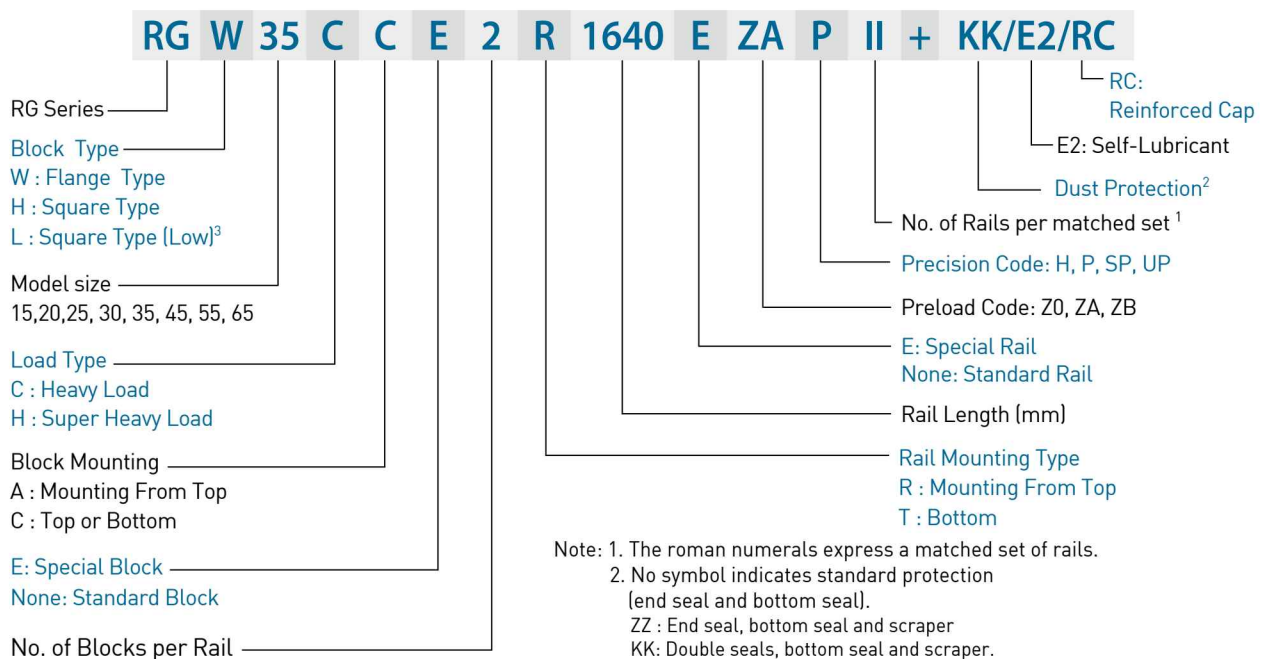 RG W 35 C C E 2 R 1640 E ZA P II + KK/E2/RC
RG Series
Block Type
W : Flange Type
H : Square Type
L : Square Type (Low)³
Model size
15,20,25, 30, 35, 45, 55, 65
Load Type
C : Heavy Load
H : Super Heavy Load
Block Mounting
A : Mounting From Top
C : Top or Bottom
E: Special Block
None: Standard Block
No. of Blocks per Rail
RC:
Reinforced Cap
E2: Self-Lubricant
Dust Protection²
No. of Rails per matched set ¹
Precision Code: H, P, SP, UP
Preload Code: Z0, ZA, ZB
E: Special Rail
None: Standard Rail
Rail Length (mm)
Rail Mounting Type
R : Mounting From Top
T : Bottom
Note: 1. The roman numerals express a matched set of rails.
2. No symbol indicates standard protection
(end seal and bottom seal).
ZZ : End seal, bottom seal and scraper
KK: Double seals, bottom seal and scraper.